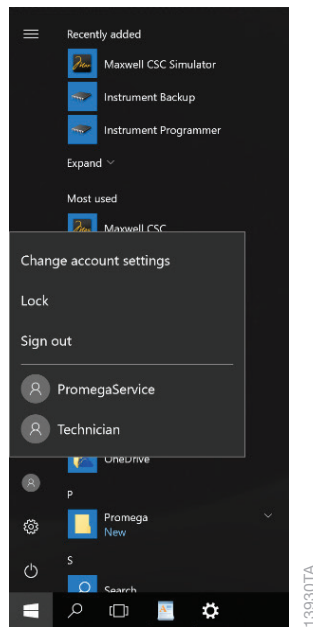 Recently added
Maxwell CSC Simulator
Instrument Backup
Instrument Programmer
Expand
Most used
Maxwell CSC
Change account settings
Lock
Sign out
PromegaService
Technician
OneDrive
P
Promega
New
S
Search
13930TA